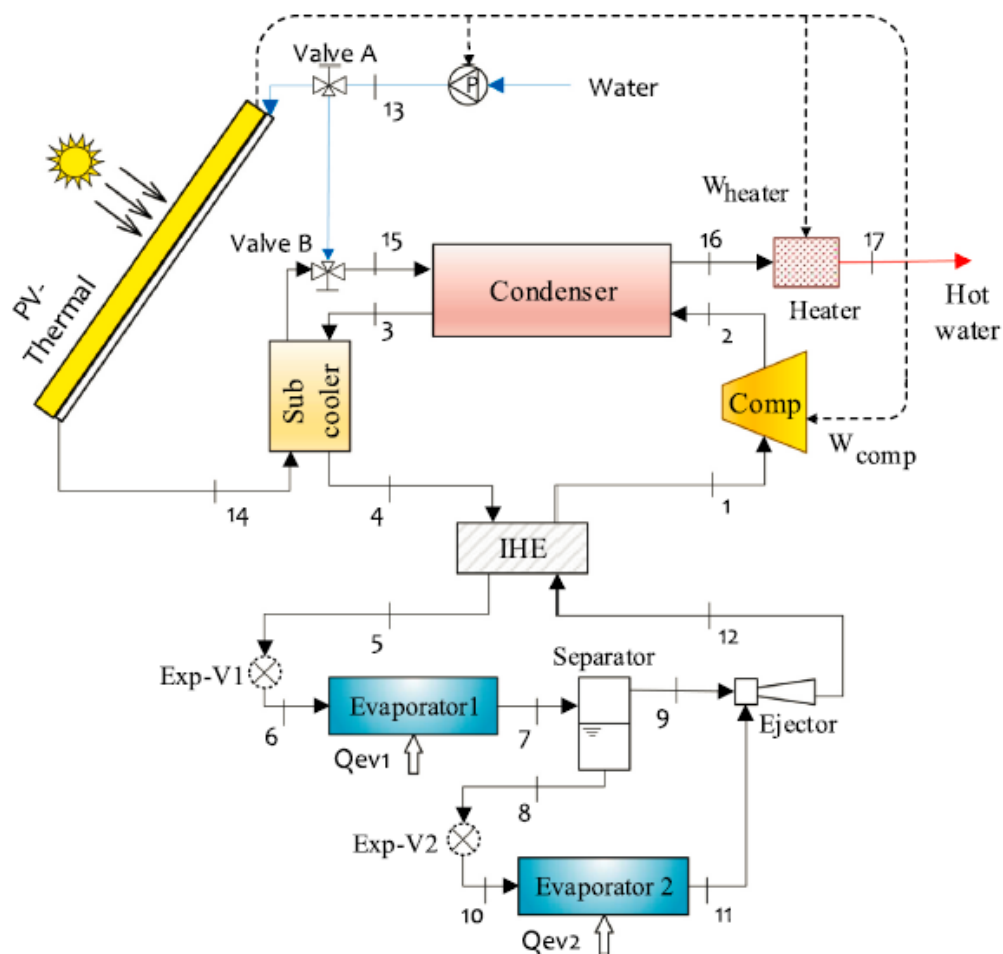 Valve A
P
Water
13
W heater
Valve B
15
16
17
PV-
Thermal
Condenser
Heater
Hot
water
3
2
Sub
cooler
Comp
W comp
14
4
1
IHE
5
12
Separator
Exp-V1
Evaporator1
9
Ejector
6
7
Qev1
8
Exp-V2
Evaporator 2
10
11
Qev2